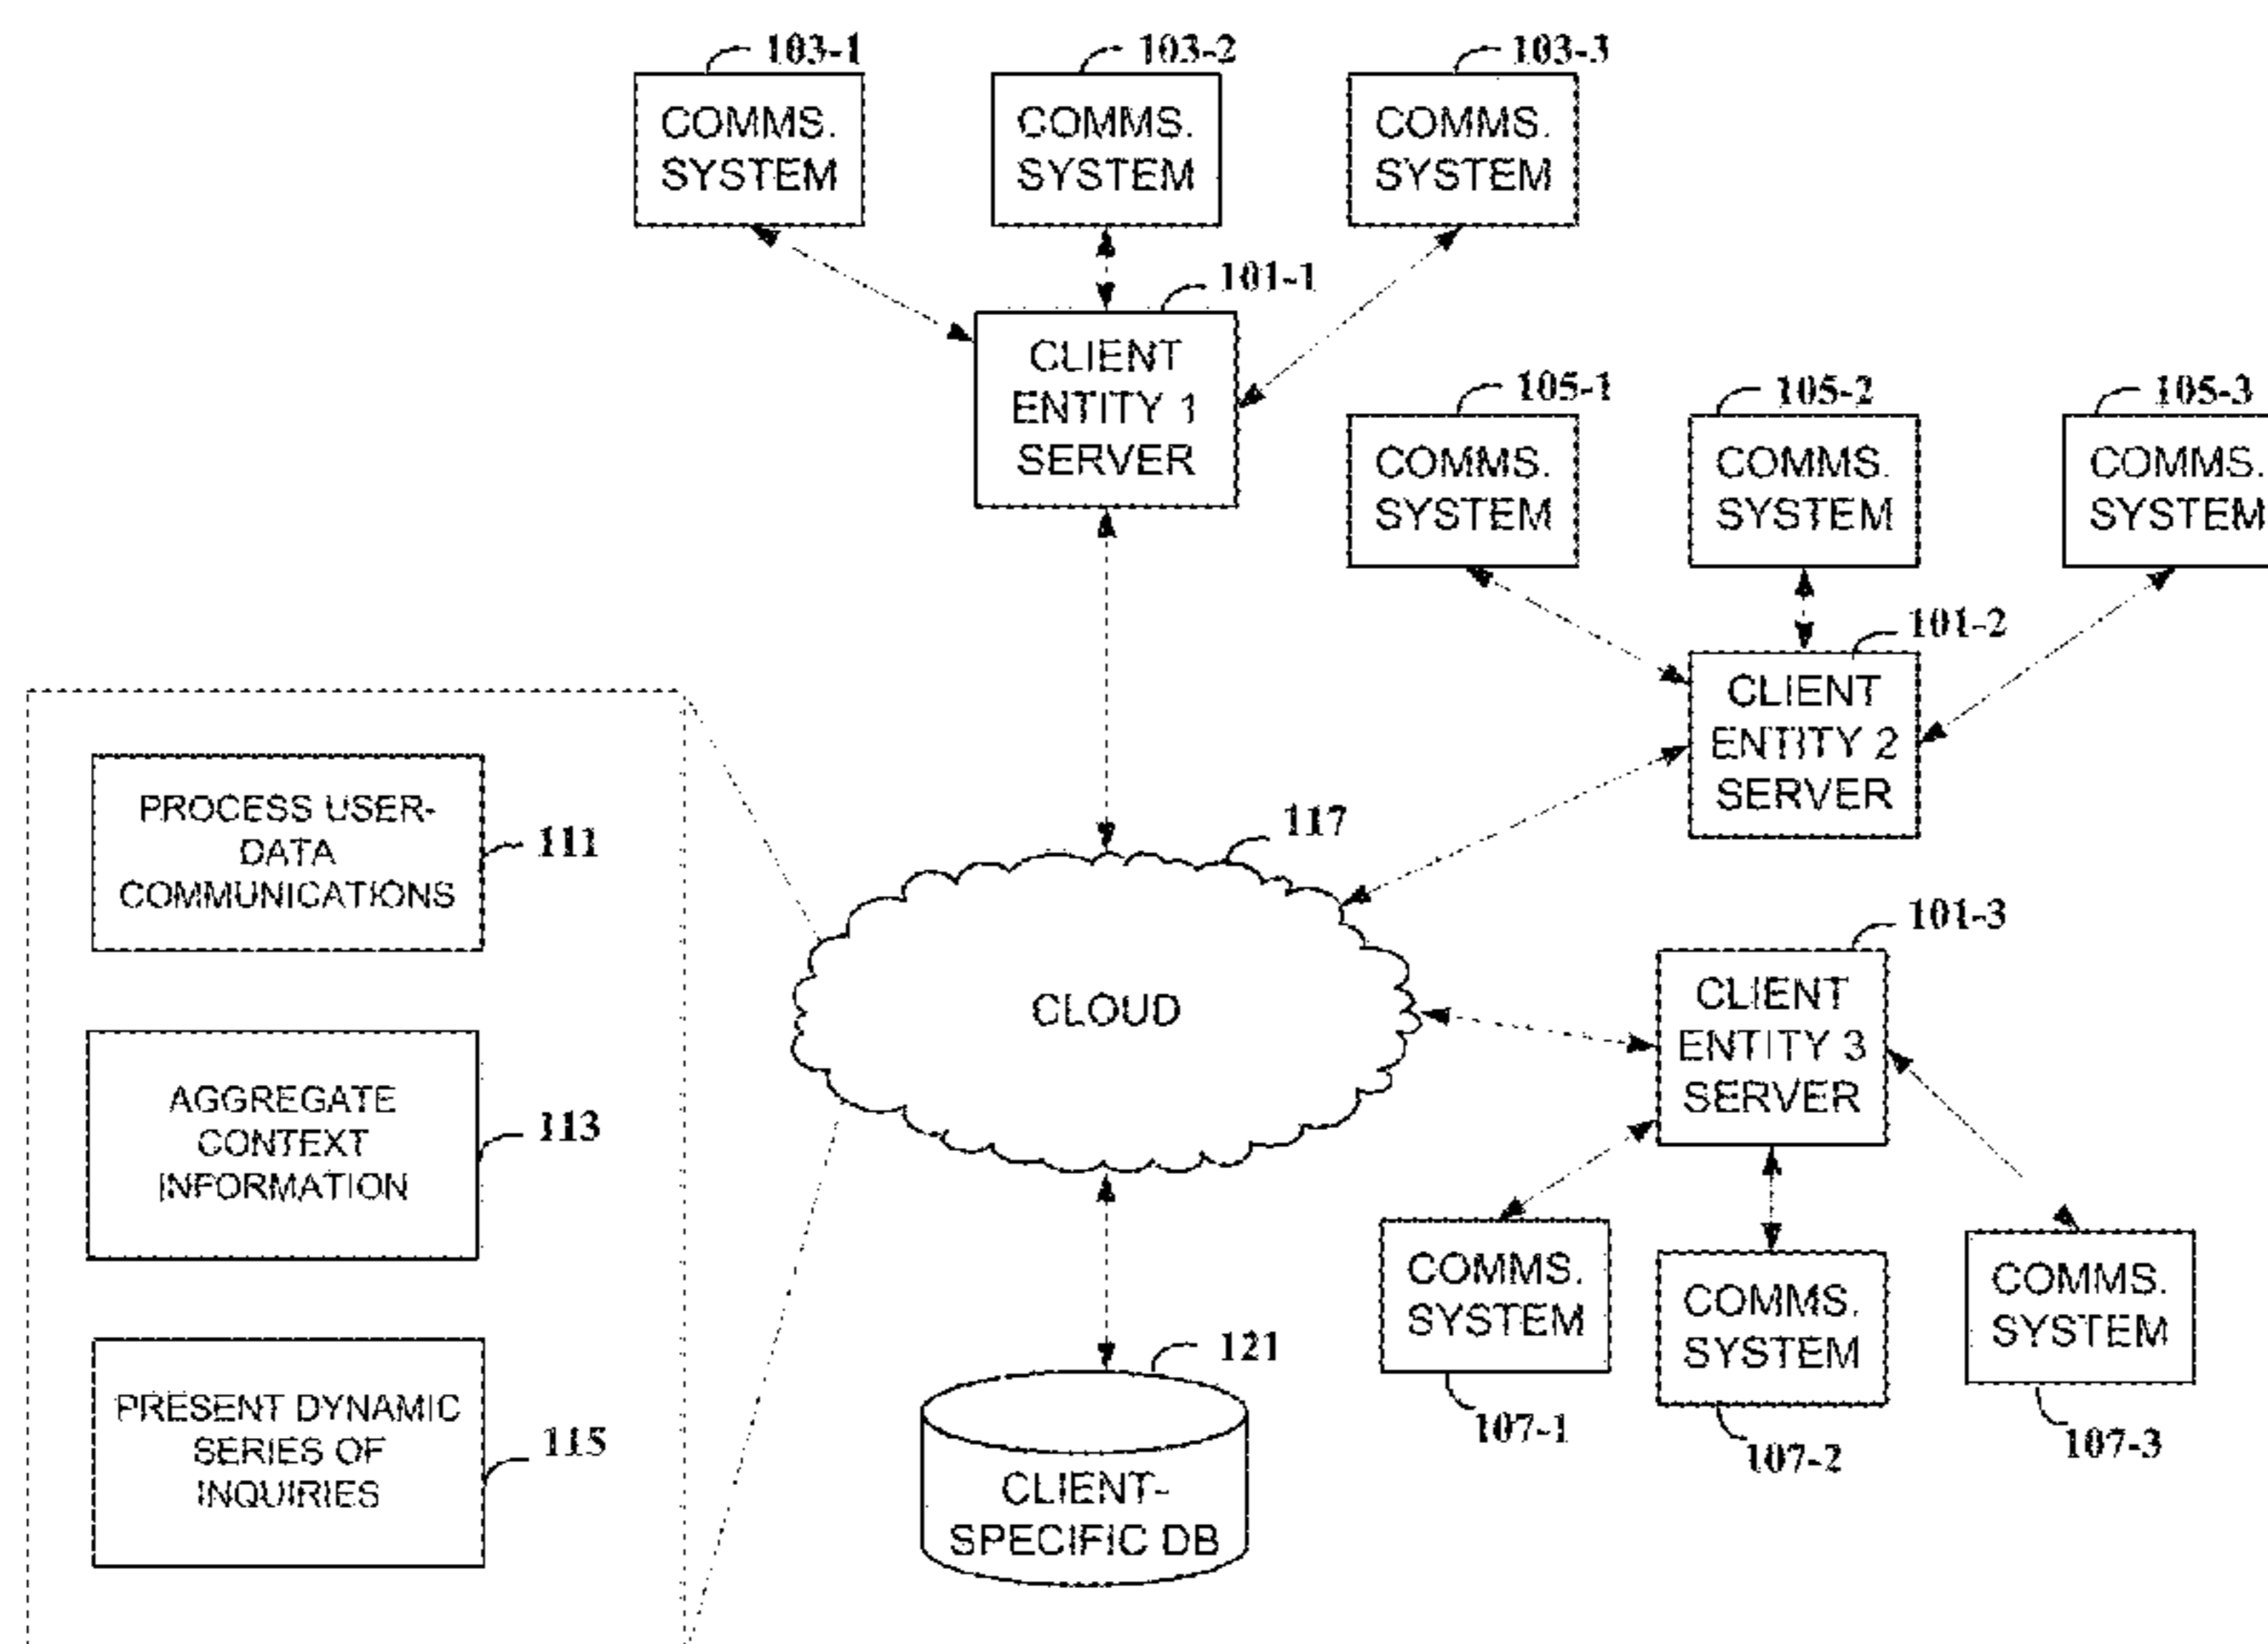 103-1
103-2
103-3
COMMS.
SYSTEM
COMMS.
SYSTEM
COMMS.
SYSTEM
101-1
CLIENT
ENTITY 1
SERVER
105-1
105-2
105-3
COMMS.
SYSTEM
COMMS.
SYSTEM
COMMS.
SYSTEM
101-2
CLIENT
ENTITY 2
SERVER
PROCESS USER-
DATA
COMMUNICATIONS
111
117
CLOUD
101-3
CLIENT
ENTITY 3
SERVER
AGGREGATE
CONTEXT
INFORMATION
113
COMMS.
SYSTEM
107-1
COMMS.
SYSTEM
107-2
COMMS.
SYSTEM
107-3
PRESENT DYNAMIC
SERIES OF
INQUIRIES
115
121
CLIENT-
SPECIFIC DB